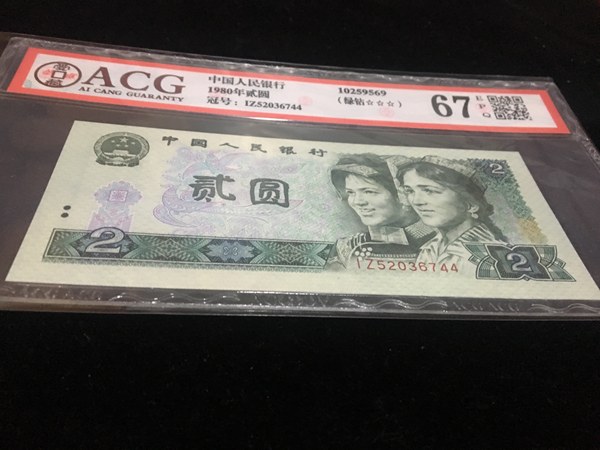 ACG
AI CANG GUARANTY
中国人民银行
1980年贰圆
冠号: IZ52036744
10259569
(绿钻☆☆☆)
67
EPQ
中国人民银行
贰圆
2
2
IZ52036744
2